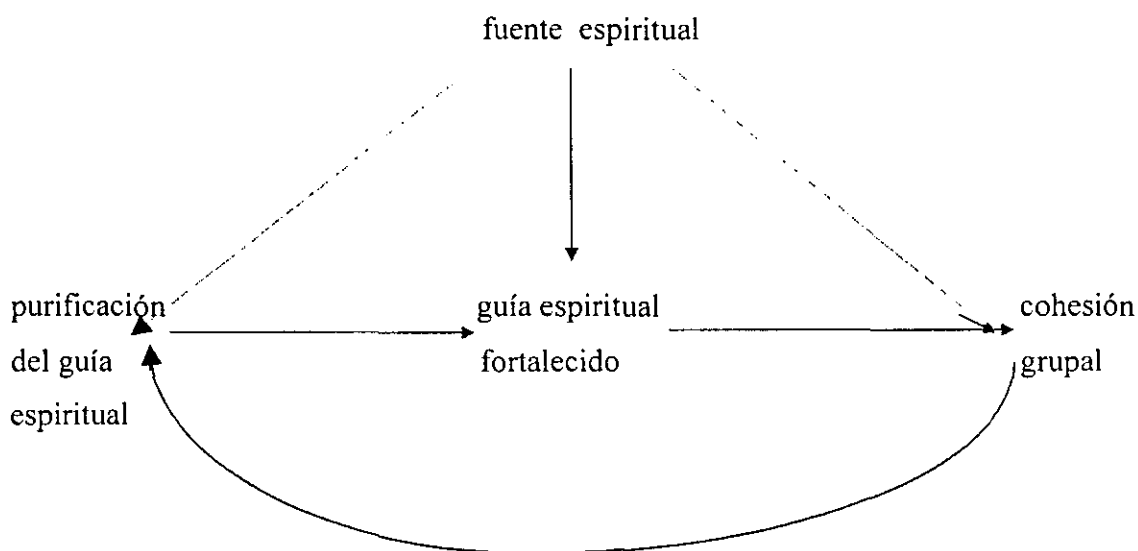 fuente espiritual
purificación
del guía
espiritual
guía espiritual
fortalecido
cohesión
grupal